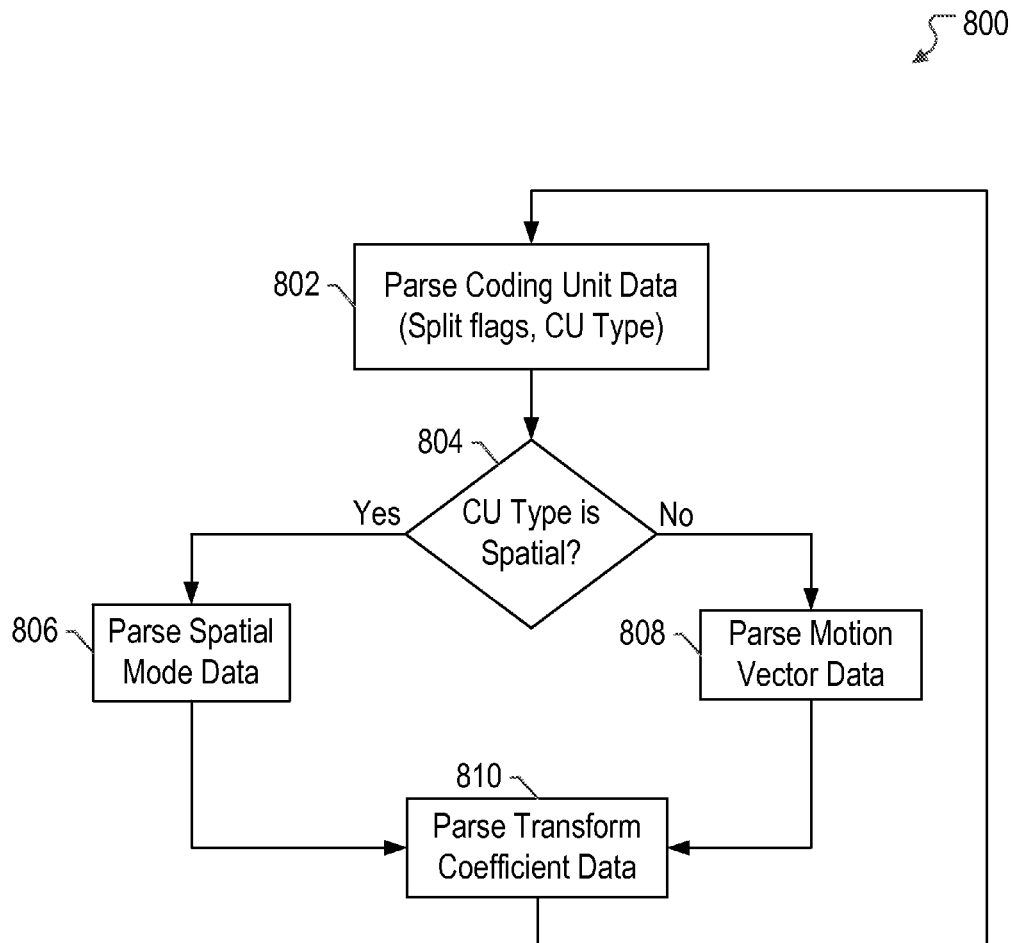 800
802
Parse Coding Unit Data
(Split flags, CU Type)
804
Yes
CU Type is
Spatial?
No
806
Parse Spatial
Mode Data
808
Parse Motion
Vector Data
810
Parse Transform
Coefficient Data